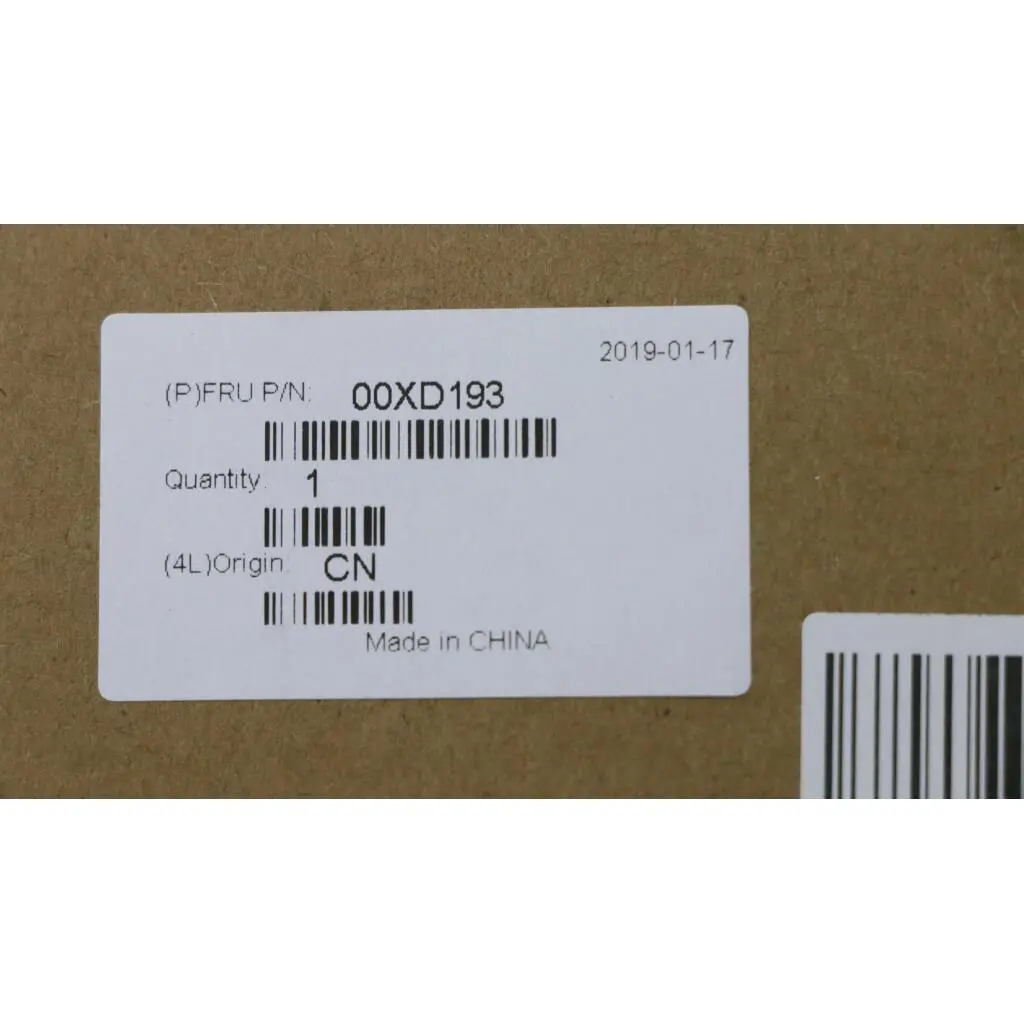 2019-01-17
(P)FRU P/N: 00XD193
Quantity: 1
(4L)Origin: CN
Made in CHINA